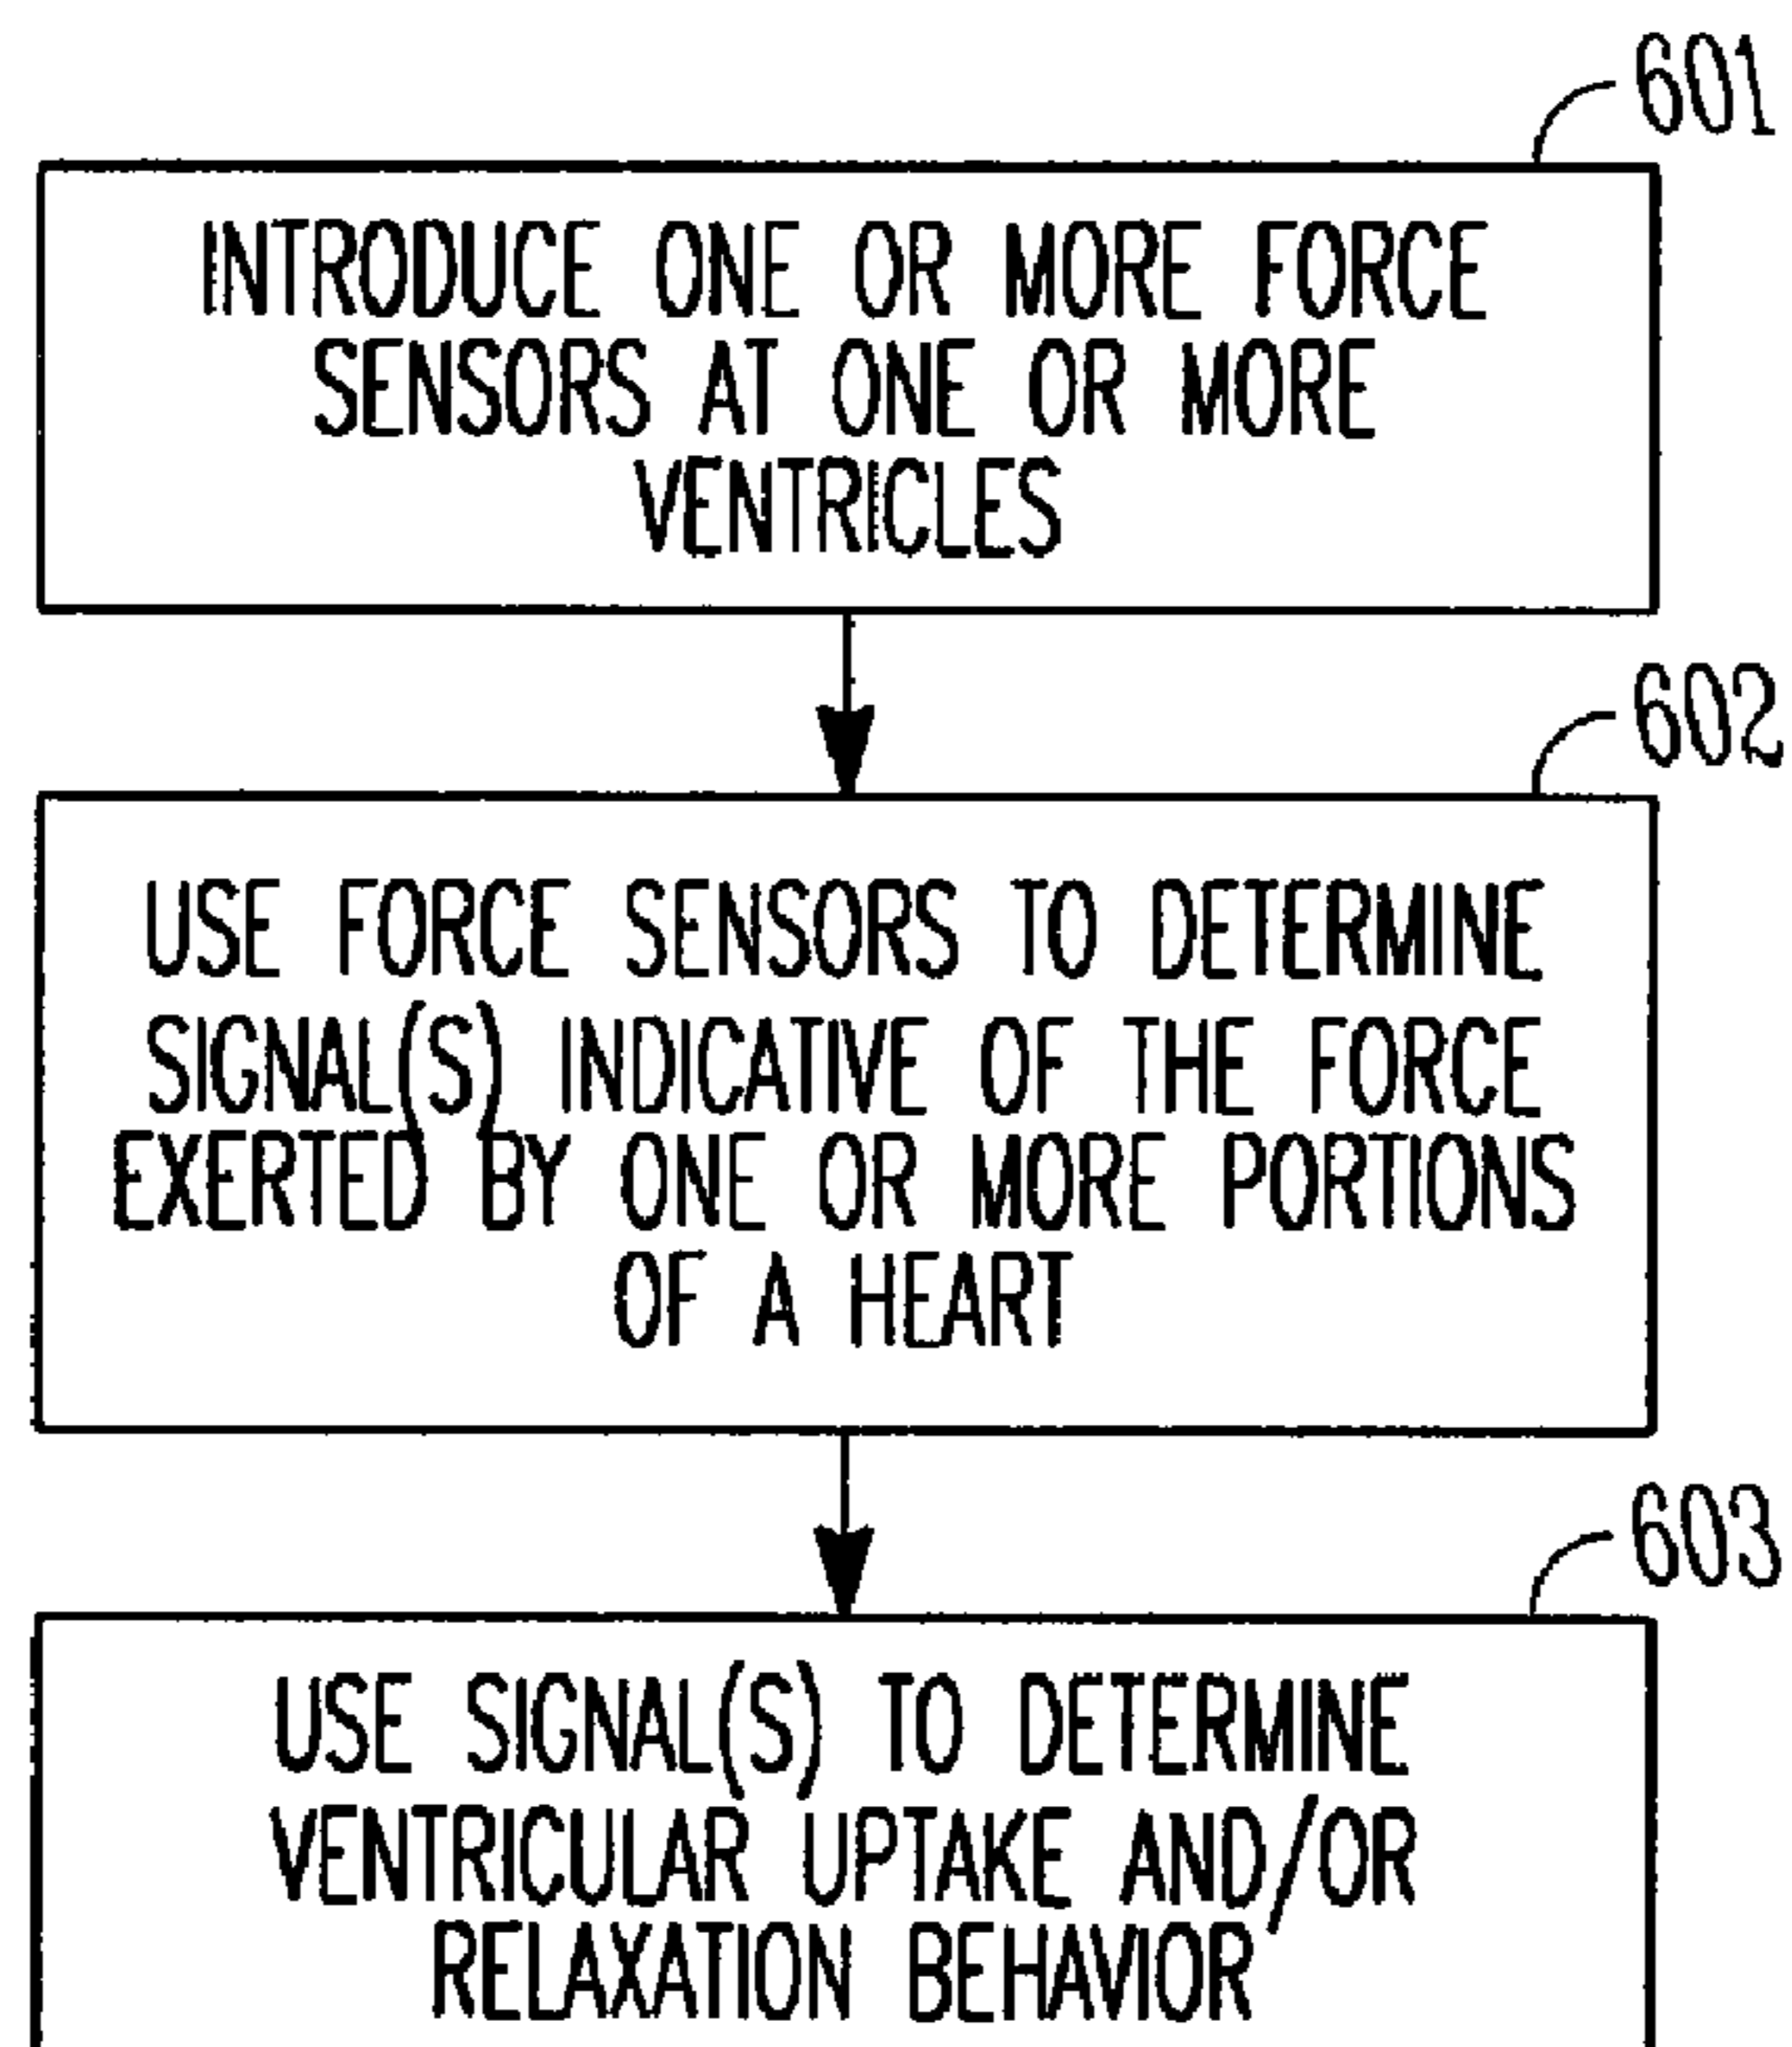 601
INTRODUCE ONE OR MORE FORCE
SENSORS AT ONE OR MORE
VENTRICLES
602
USE FORCE SENSORS TO DETERMINE
SIGNAL(S) INDICATIVE OF THE FORCE
EXERTED BY ONE OR MORE PORTIONS
OF A HEART
603
USE SIGNAL(S) TO DETERMINE
VENTRICULAR UPTAKE AND/OR
RELAXATION BEHAVIOR